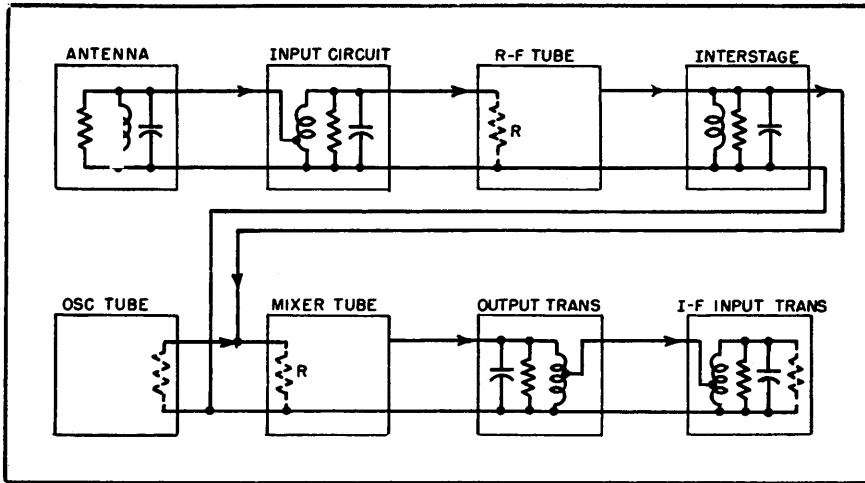 ANTENNA
INPUT CIRCUIT
R-F TUBE
INTERSTAGE
R
OSC TUBE
MIXER TUBE
OUTPUT TRANS
I-F INPUT TRANS
R